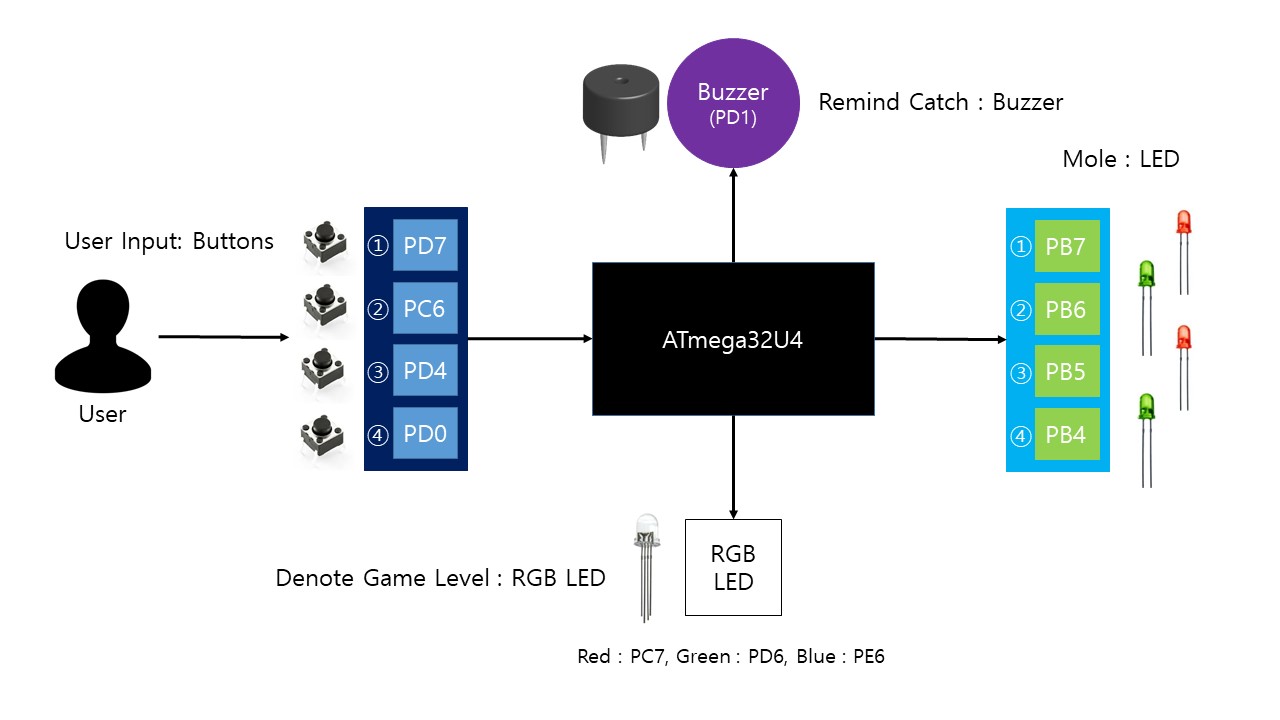 Buzzer
(PD1)
Remind Catch : Buzzer
Mole : LED
User Input: Buttons
User
① PD7
② PC6
③ PD4
④ PD0
ATmega32U4
① PB7
② PB6
③ PB5
④ PB4
Denote Game Level : RGB LED
RGB
LED
Red : PC7, Green : PD6, Blue : PE6